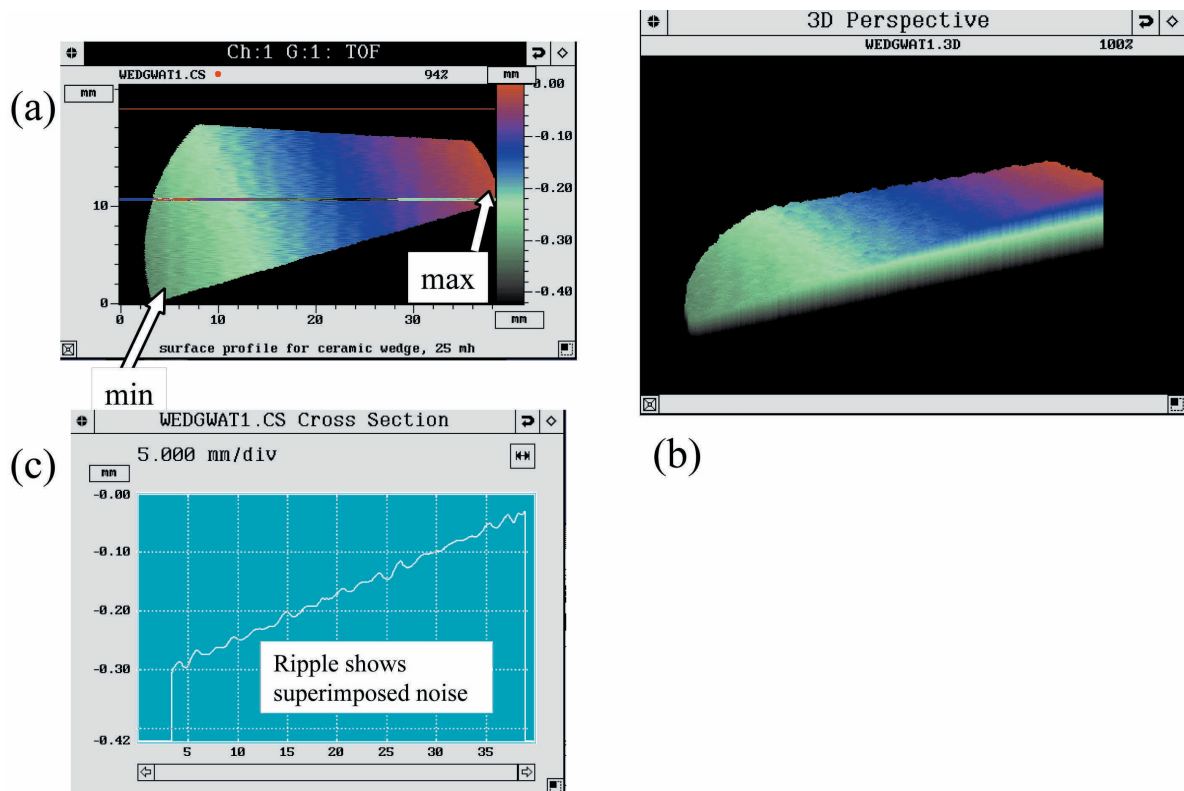 (a)
Ch:1 G:1: TOF
WEDGWAT1.CS
94%
mm
mm
0.00
-0.10
-0.20
-0.30
-0.40
10
0
0
10
20
30
mm
max
min
surface profile for ceramic wedge, 25 mh
3D Perspective
WEDGWAT1.3D
100%
(b)
(c)
WEDGWAT1.CS Cross Section
5.000 mm/div
mm
-0.00
-0.10
-0.20
-0.30
-0.42
Ripple shows
superimposed noise
5
10
15
20
25
30
35